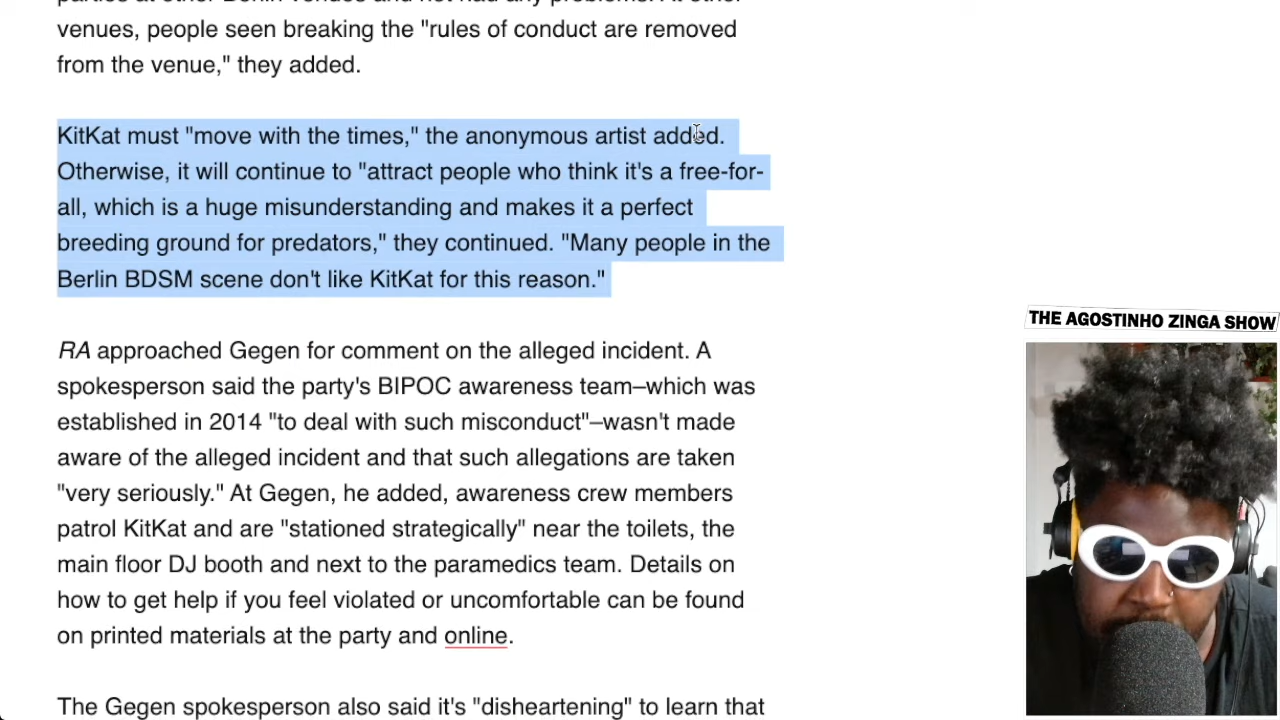 venues, people seen breaking the "rules of conduct are removed
from the venue," they added.
KitKat must "move with the times," the anonymous artist added.
Otherwise, it will continue to "attract people who think it's a free-for-
all, which is a huge misunderstanding and makes it a perfect
breeding ground for predators," they continued. "Many people in the
Berlin BDSM scene don't like KitKat for this reason."
RA approached Gegen for comment on the alleged incident. A
spokesperson said the party's BIPOC awareness team–which was
established in 2014 "to deal with such misconduct"–wasn't made
aware of the alleged incident and that such allegations are taken
"very seriously." At Gegen, he added, awareness crew members
patrol KitKat and are "stationed strategically" near the toilets, the
main floor DJ booth and next to the paramedics team. Details on
how to get help if you feel violated or uncomfortable can be found
on printed materials at the party and online.
The Gegen spokesperson also said it's "disheartening" to learn that
THE AGOSTINHO ZINGA SHOW